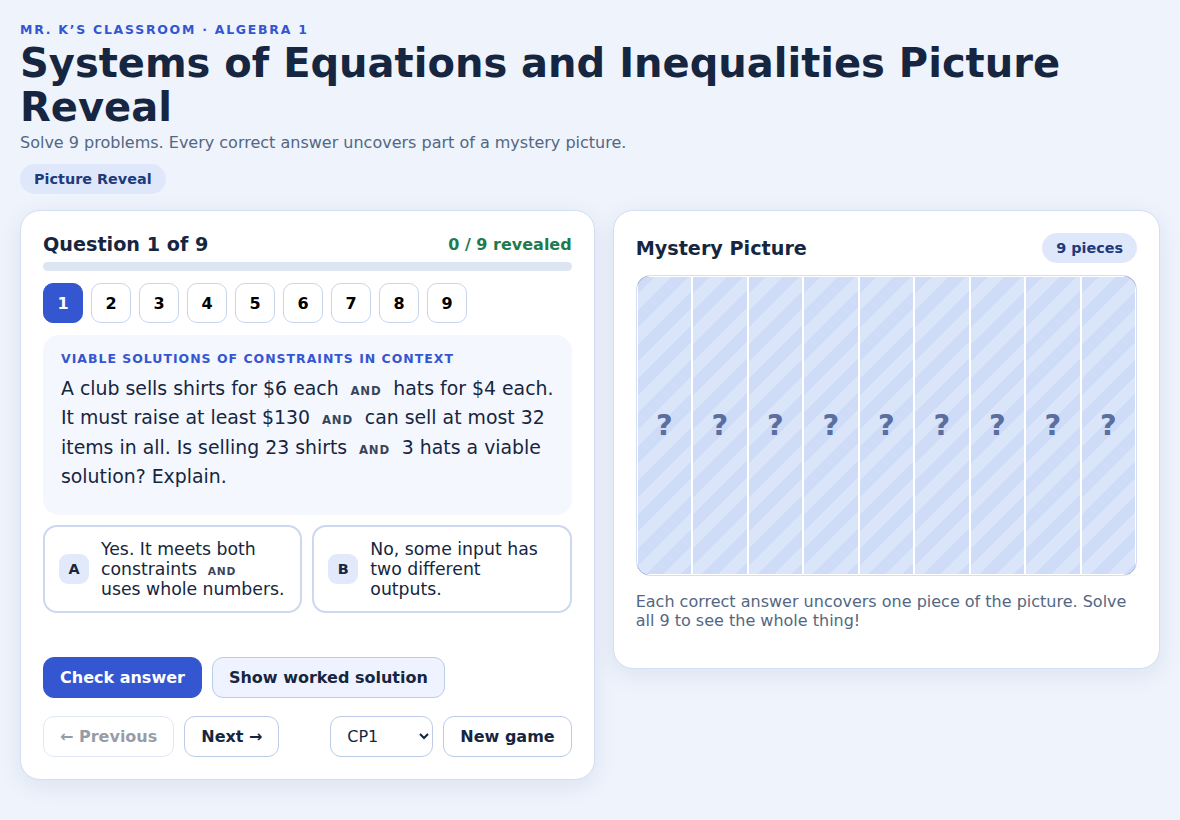 MR. K’S CLASSROOM · ALGEBRA 1
Systems of Equations and Inequalities Picture
Reveal
Solve 9 problems. Every correct answer uncovers part of a mystery picture.
Picture Reveal
Question 1 of 9
0 / 9 revealed
1 2 3 4 5 6 7 8 9
VIABLE SOLUTIONS OF CONSTRAINTS IN CONTEXT
A club sells shirts for $6 each AND hats for $4 each.
It must raise at least $130 AND can sell at most 32
items in all. Is selling 23 shirts AND 3 hats a viable
solution? Explain.
A
Yes. It meets both
constraints AND
uses whole numbers.
B
No, some input has
two different
outputs.
Check answer
Show worked solution
← Previous
Next →
CP1
New game
Mystery Picture
9 pieces
? ? ? ? ? ? ? ? ?
Each correct answer uncovers one piece of the picture. Solve
all 9 to see the whole thing!